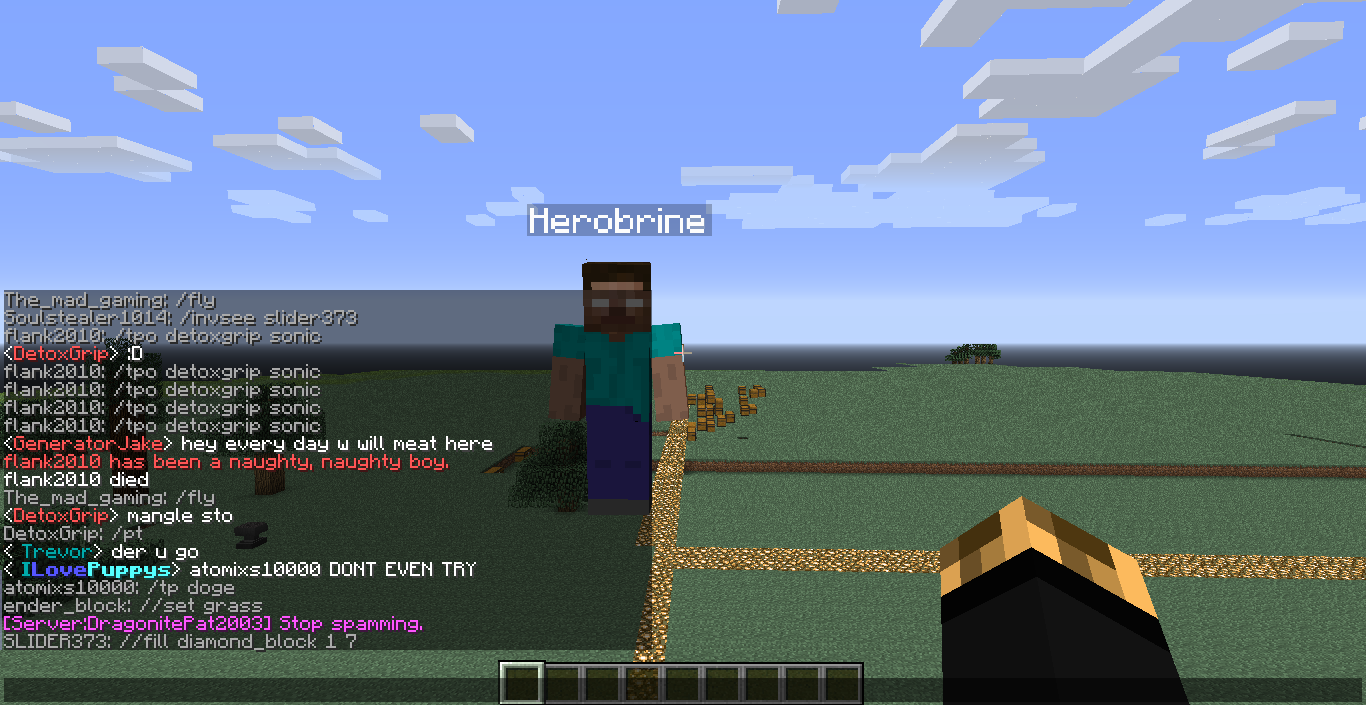 Herobrine
The_mad_gaming: /fly
Soulstealer1014: /invsee slider373
flank2010: /tpo detoxgrip sonic
<DetoxGrip> :D
flank2010: /tpo detoxgrip sonic
flank2010: /tpo detoxgrip sonic
flank2010: /tpo detoxgrip sonic
flank2010: /tpo detoxgrip sonic
<GeneratorJake> hey every day w will meat here
flank2010 has been a naughty, naughty boy.
flank2010 died
The_mad_gaming: /fly
<DetoxGrip> mangle sto
DetoxGrip: /pt
< Trevor> der u go
< ILovePuppys> atomixs10000 DONT EVEN TRY
atomixs10000: /tp doge
ender_block: //set grass
[Server:DragonitePat2003] Stop spamming.
SLIDER373: //fill diamond_block 1 7